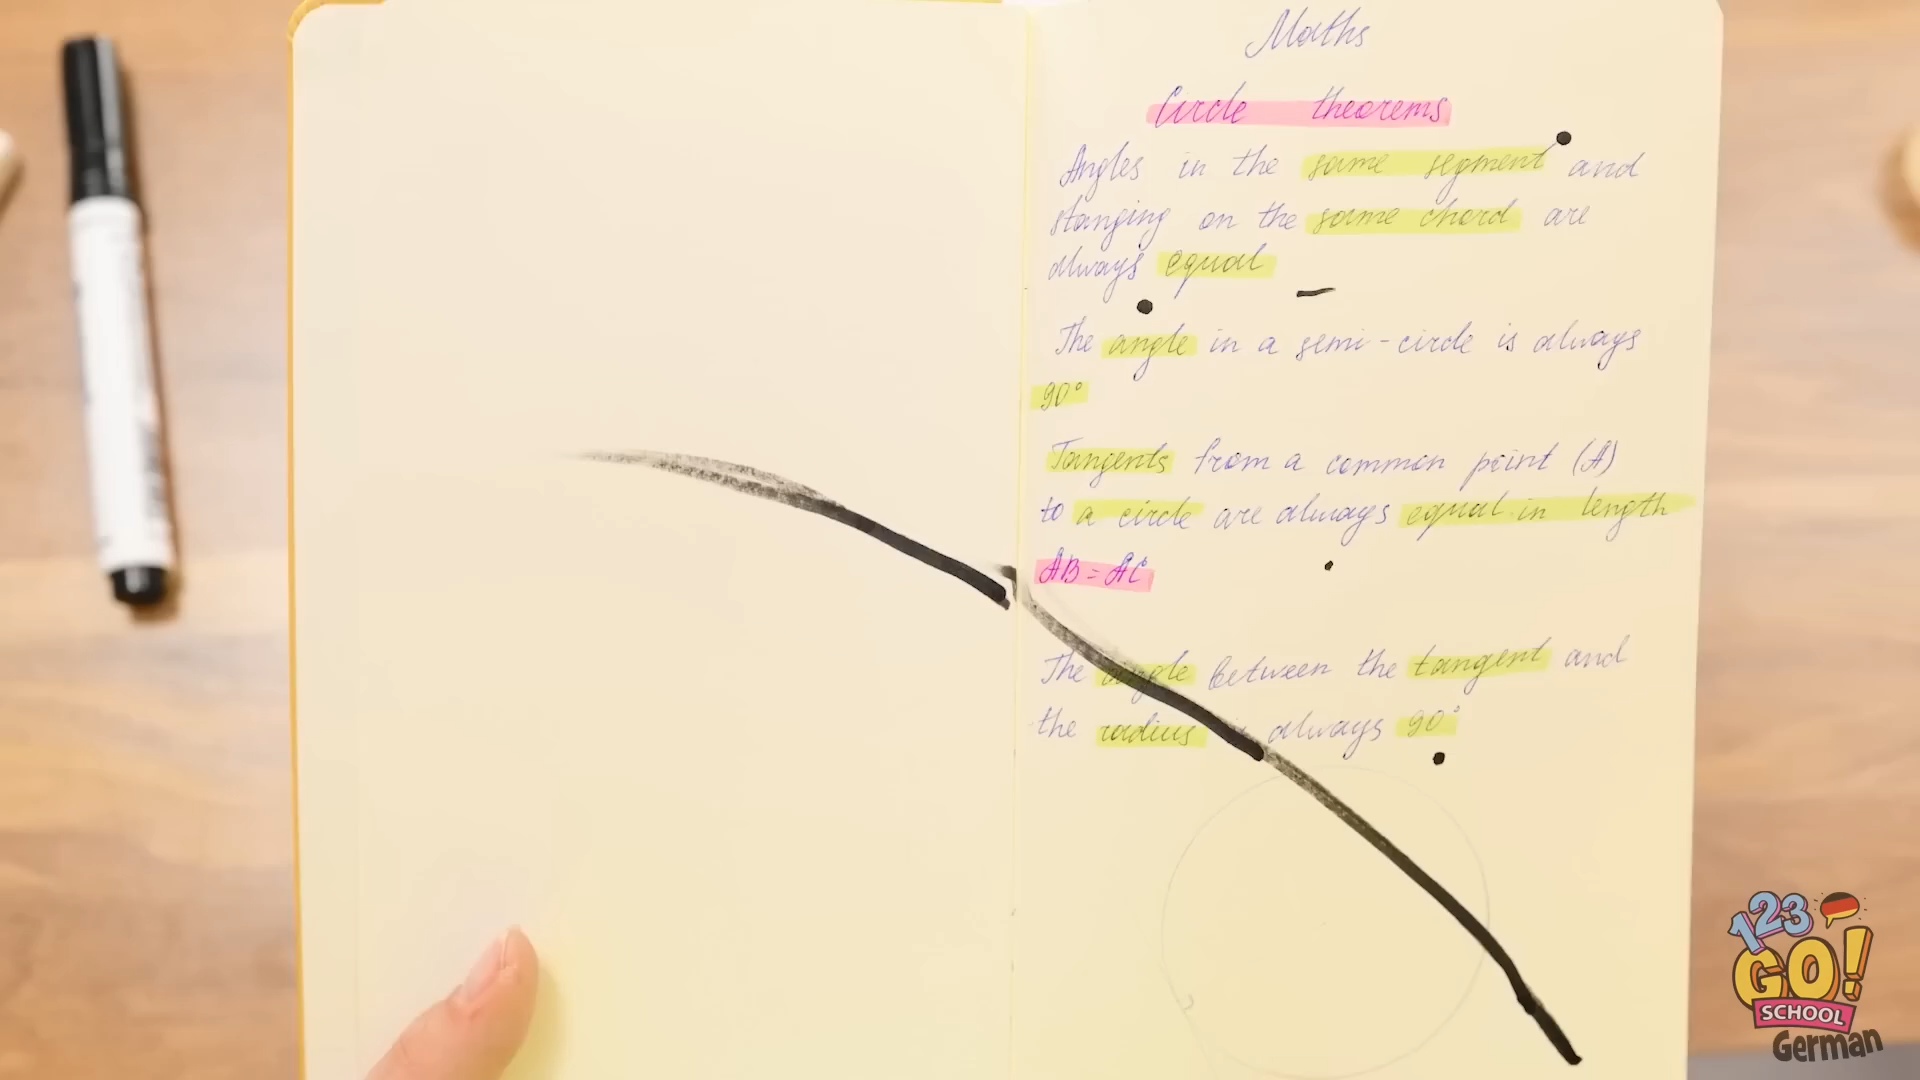 Maths
Circle theorems
Angles in the same segment and
stanging on the same chord are
always equal
The angle in a semi-circle is always
90°
Tangents from a common point (A)
to a circle are always equal in length
AB = AC
The angle between the tangent and
the radius is always 90°
123
GO!
SCHOOL
German